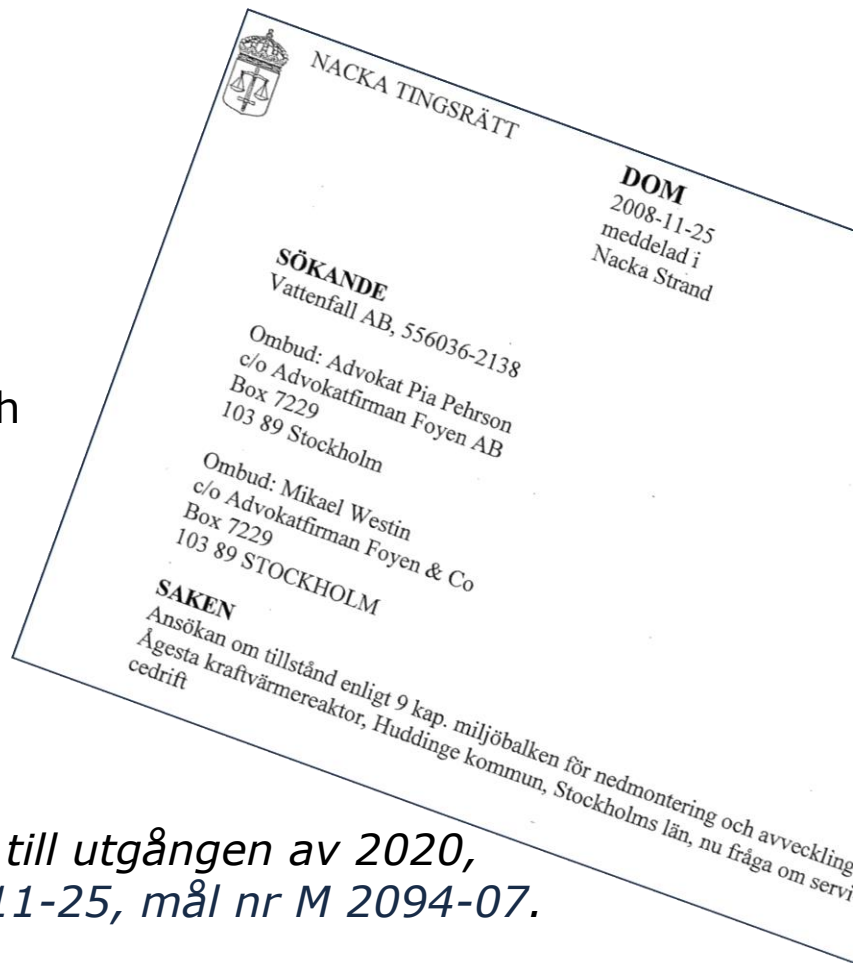 NACKA TINGSRÄTT
DOM
2008-11-25
meddelad i
Nacka Strand
SÖKANDE
Vattenfall AB, 556036-2138
Ombud: Advokat Pia Pehrson
c/o Advokatfirman Foyen AB
Box 7229
103 89 Stockholm
h
Ombud: Mikael Westin
c/o Advokatfirman Foyen & Co
Box 7229
103 89 STOCKHOLM
SAKEN
Ansökan om tillstånd enligt 9 kap. miljöbalken för nedmontering och avveckling
Ågesta kraftvärmereaktor, Huddinge kommun, Stockholms län, nu fråga om servi
cedrift
till utgången av 2020,
11-25, mål nr M 2094-07.